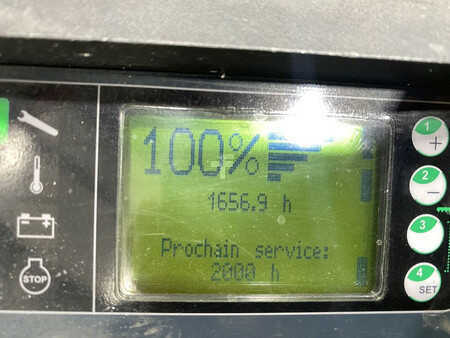 100%
1656.9 h
Prochain service:
2000 h
STOP
1
+
2
−
3
4
SET